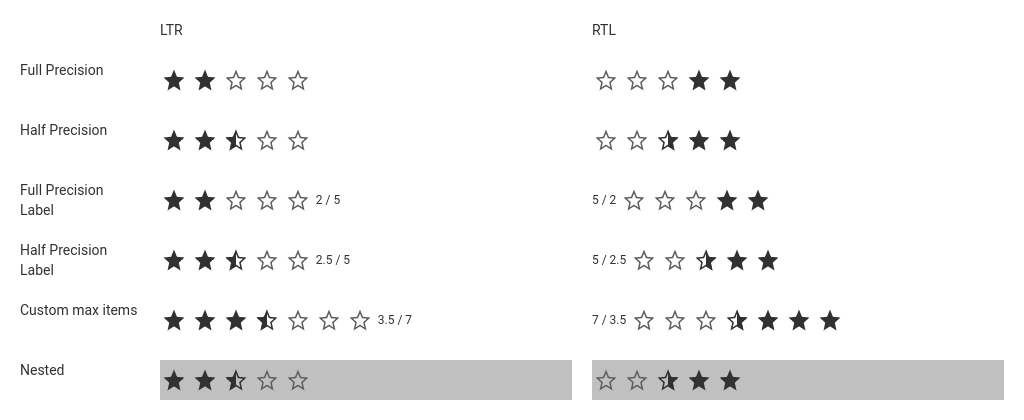 LTR RTL
Full Precision
Half Precision
Full Precision
Label
2 / 5 5 / 2
Half Precision
Label
2.5 / 5 5 / 2.5
Custom max items 3.5 / 7 7 / 3.5
Nested